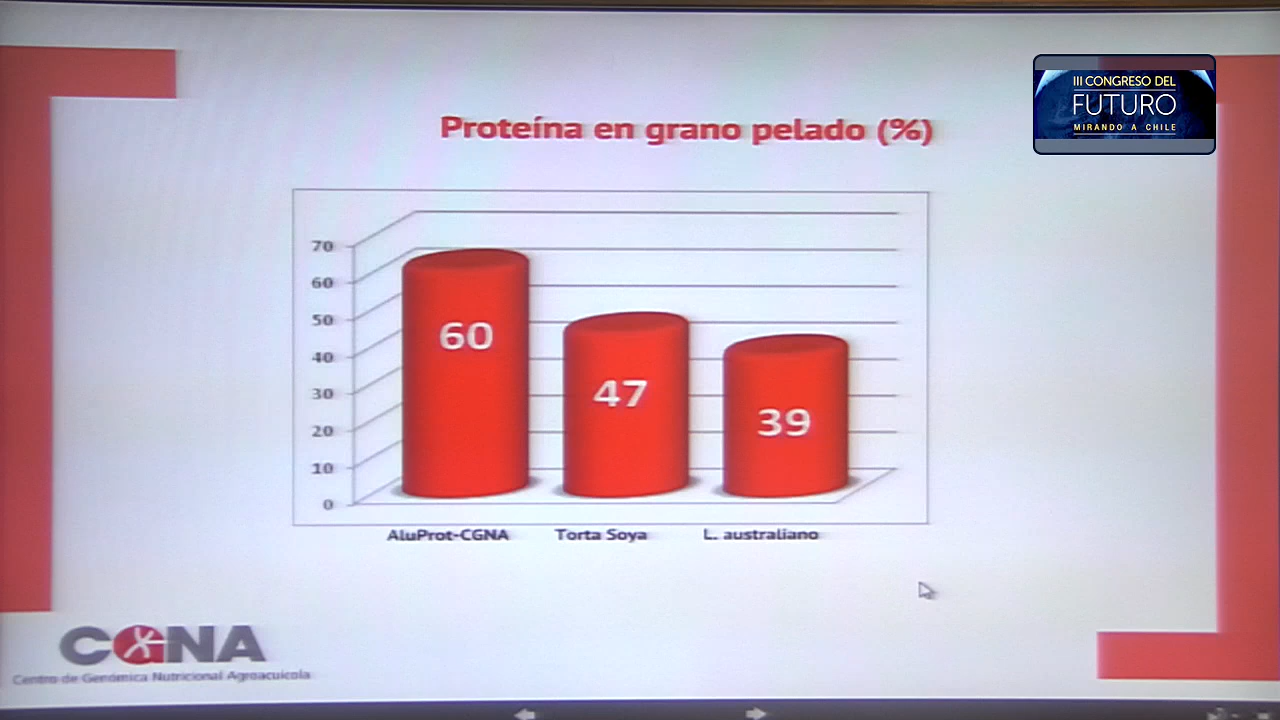 III CONGRESO DEL
FUTURO
MIRANDO A CHILE
Proteína en grano pelado (%)
70
60
50
40
30
20
10
0
60
47
39
AluProt-CGNA
Torta Soya
L. australiano
CGNA
Centro de Genómica Nutricional Agroacuícola